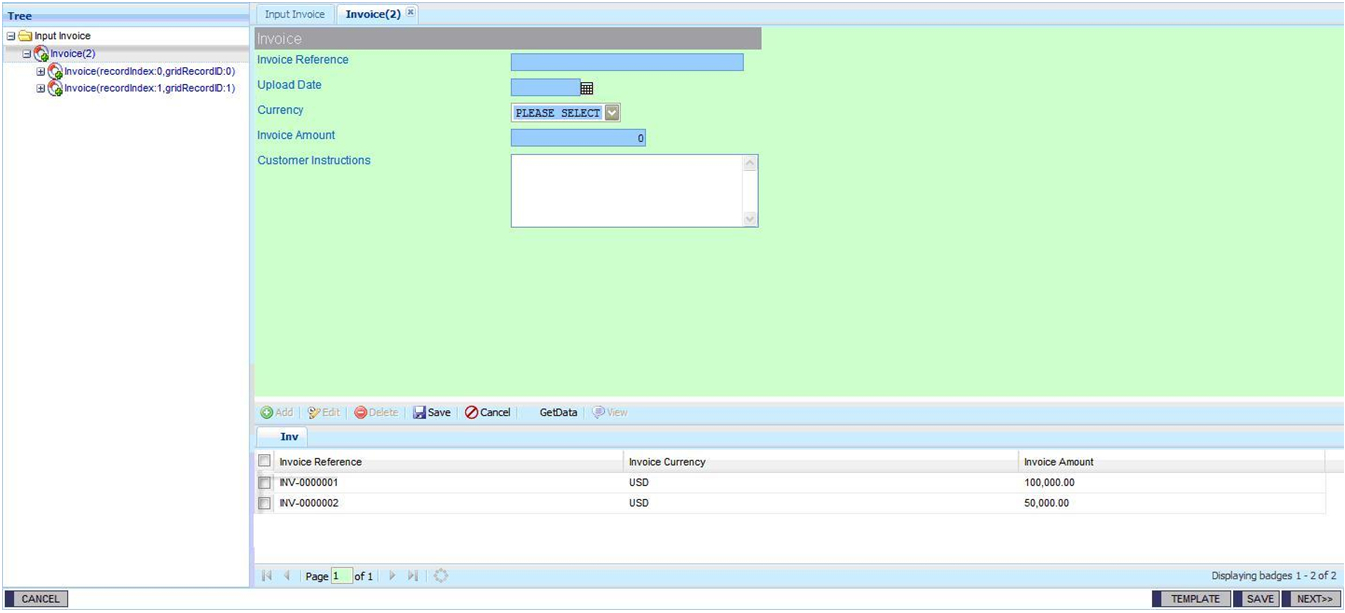 Tree
Input Invoice
Invoice(2)
Invoice(recordIndex:0,gridRecordID:0)
Invoice(recordIndex:1,gridRecordID:1)
Input Invoice Invoice(2)
Invoice
Invoice Reference
Upload Date
Currency PLEASE SELECT
Invoice Amount 0
Customer Instructions
Add Edit Delete Save Cancel GetData View
Inv
Invoice Reference Invoice Currency Invoice Amount
INV-0000001 USD 100,000.00
INV-0000002 USD 50,000.00
Page 1 of 1 Displaying badges 1 - 2 of 2
CANCEL TEMPLATE SAVE NEXT>>